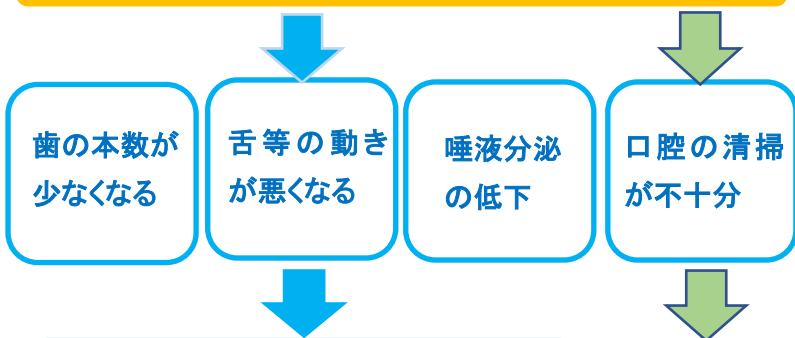 歯の本数が
少なくなる
舌等の動き
が悪くなる
唾液分泌
の低下
口腔の清掃
が不十分